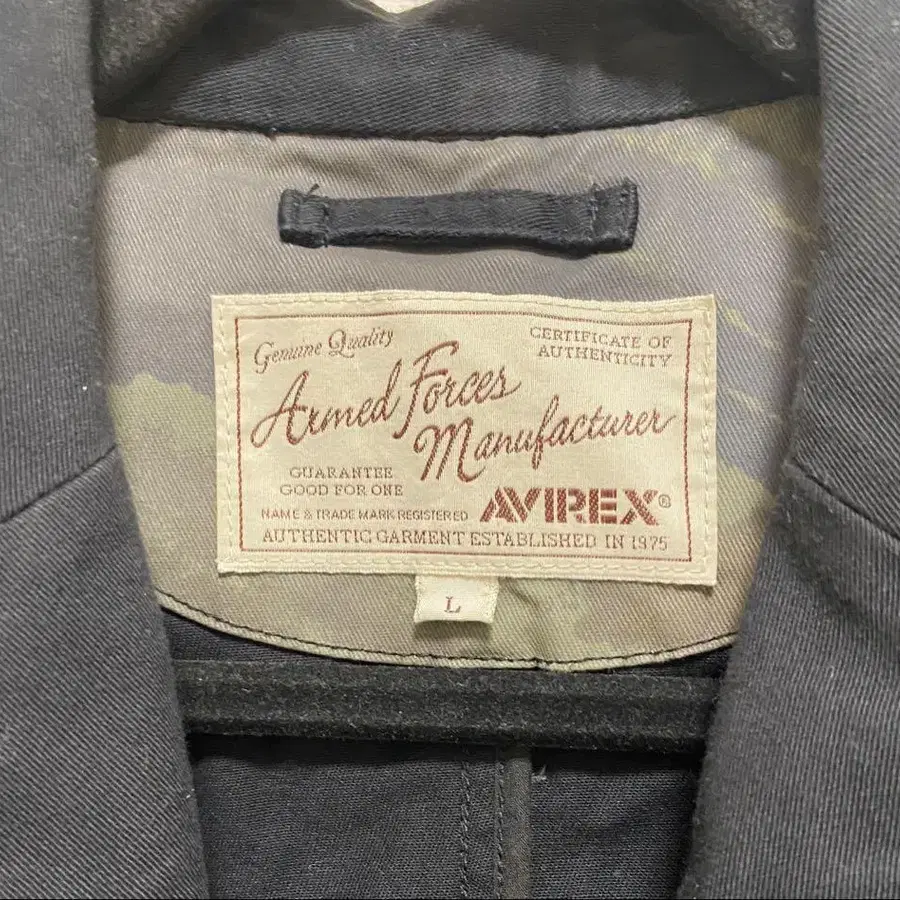 Genuine Quality
CERTIFICATE OF
AUTHENTICITY
Armed Forces
Manufacturer
GUARANTEE
GOOD FOR ONE
NAME & TRADE MARK REGISTERED
AVIREX®
AUTHENTIC GARMENT ESTABLISHED IN 1975
L